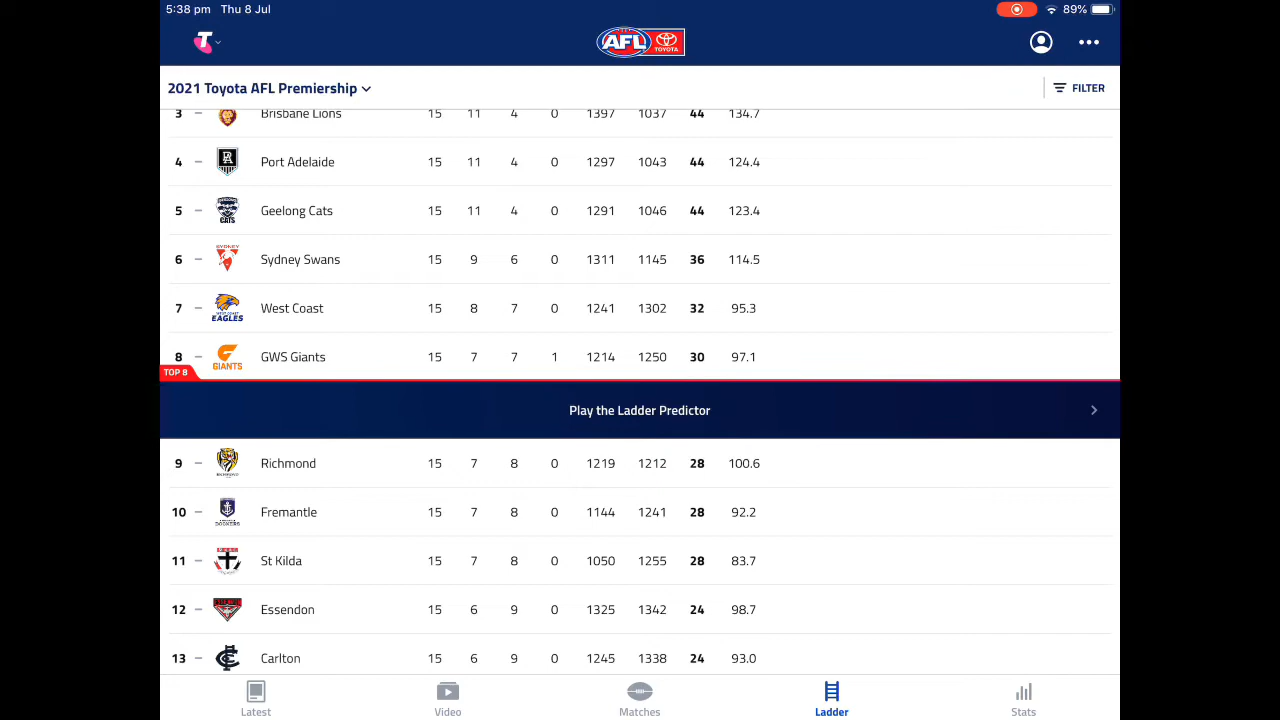 5:38 pm Thu 8 Jul 89%
T AFL TOYOTA
2021 Toyota AFL Premiership FILTER
3 – Brisbane Lions 15 11 4 0 1397 1037 44 134.7
4 – Port Adelaide 15 11 4 0 1297 1043 44 124.4
5 – Geelong Cats 15 11 4 0 1291 1046 44 123.4
6 – Sydney Swans 15 9 6 0 1311 1145 36 114.5
7 – West Coast 15 8 7 0 1241 1302 32 95.3
8 – GIANTS GWS Giants 15 7 7 1 1214 1250 30 97.1
TOP 8
Play the Ladder Predictor
9 – Richmond 15 7 8 0 1219 1212 28 100.6
10 – Fremantle 15 7 8 0 1144 1241 28 92.2
11 – St Kilda 15 7 8 0 1050 1255 28 83.7
12 – Essendon 15 6 9 0 1325 1342 24 98.7
13 – Carlton 15 6 9 0 1245 1338 24 93.0
Latest Video Matches Ladder Stats